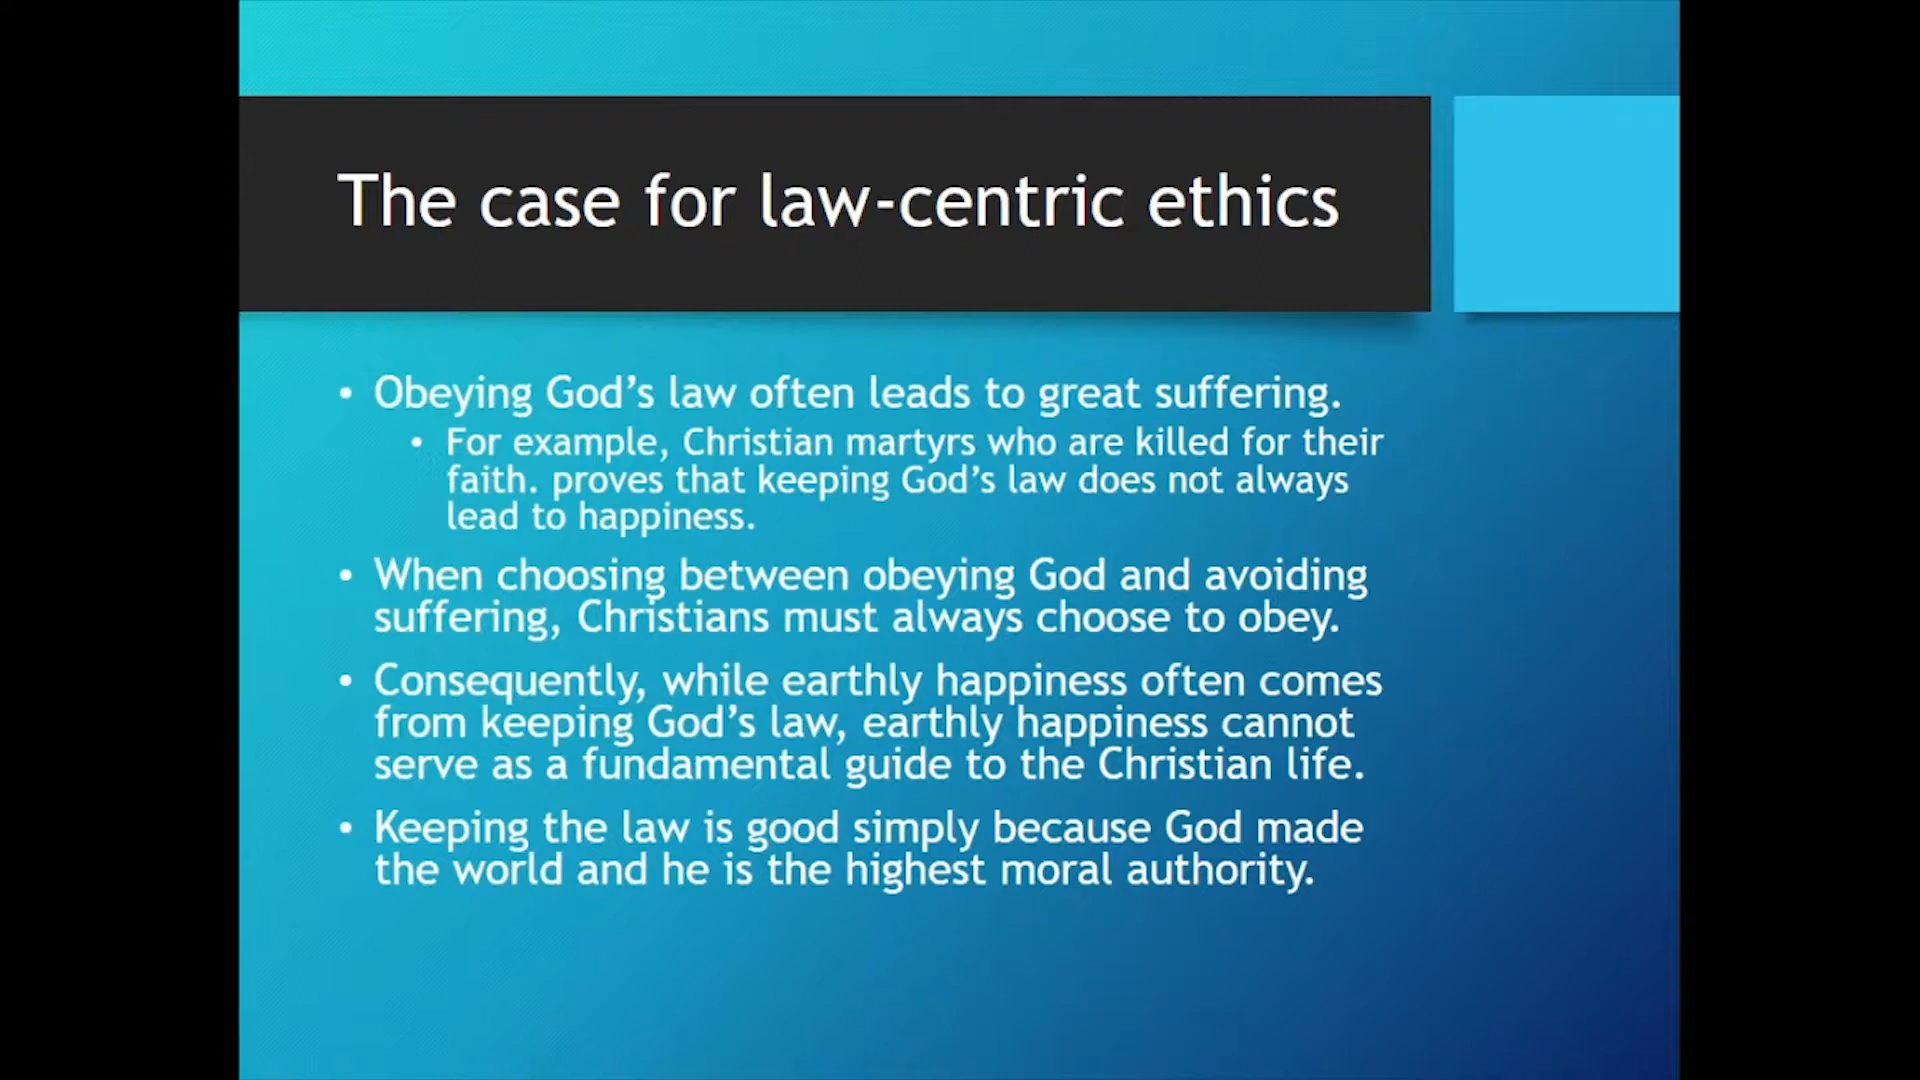 The case for law-centric ethics
• Obeying God’s law often leads to great suffering.
• For example, Christian martyrs who are killed for their
faith. proves that keeping God’s law does not always
lead to happiness.
• When choosing between obeying God and avoiding
suffering, Christians must always choose to obey.
• Consequently, while earthly happiness often comes
from keeping God’s law, earthly happiness cannot
serve as a fundamental guide to the Christian life.
• Keeping the law is good simply because God made
the world and he is the highest moral authority.